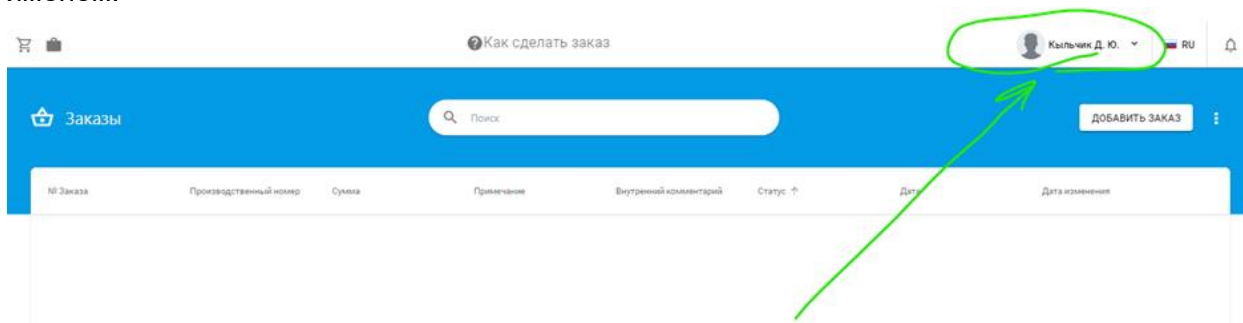 Как сделать заказ
Кыльчик Д. Ю.
RU
Заказы
Поиск
ДОБАВИТЬ ЗАКАЗ
№ Заказа
Производственный номер
Сумма
Примечание
Внутренний комментарий
Статус ↑
Дата
Дата изменения